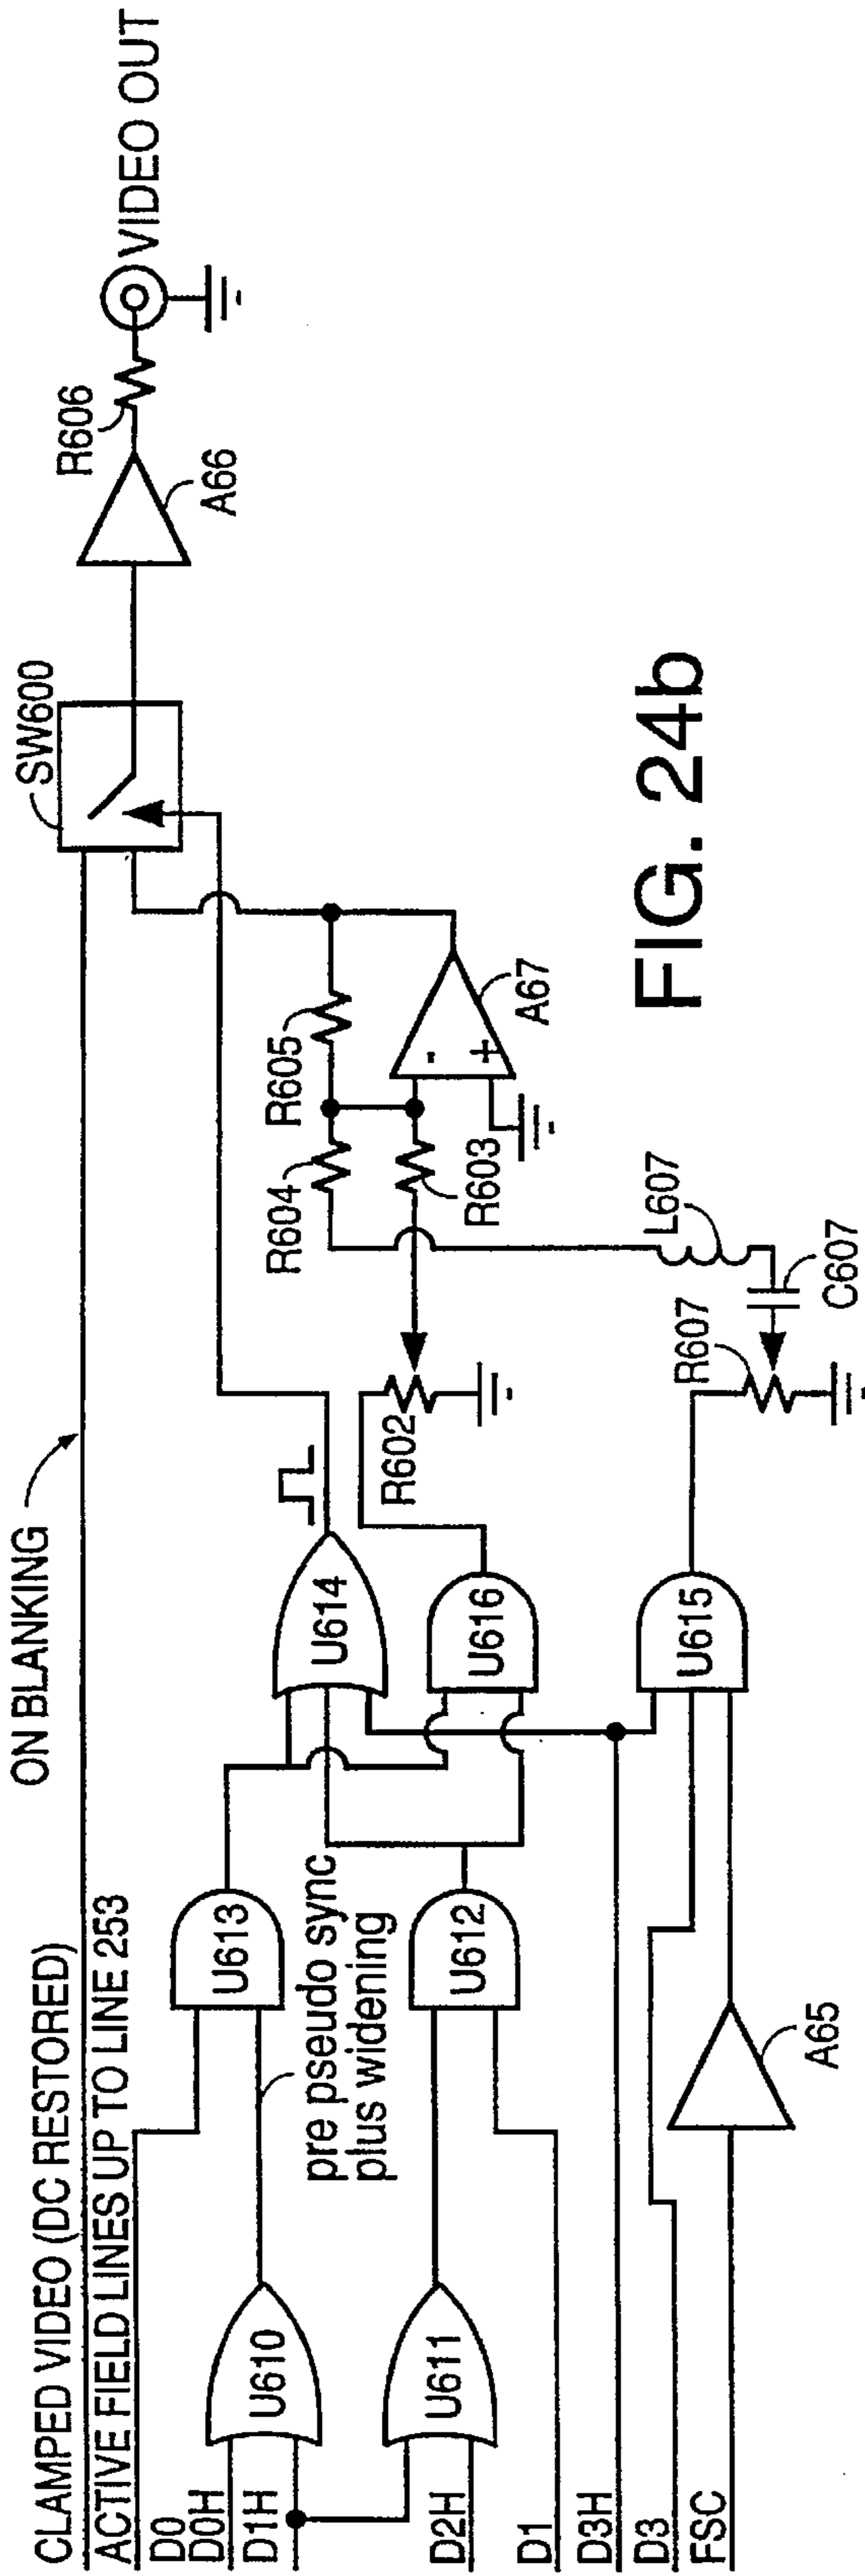 CLAMPED VIDEO (DC RESTORED)
ON BLANKING
ACTIVE FIELD LINES UP TO LINE 253
D0
D0H
D1H
D2H
D1
D3H
D3
FSC
U610
U611
pre pseudo sync
plus widening
U613
U612
A65
U614
U616
U615
R602
R607
C607
L607
R604
R603
R605
A67
SW600
A66
R606
VIDEO OUT
-
+
FIG. 24b